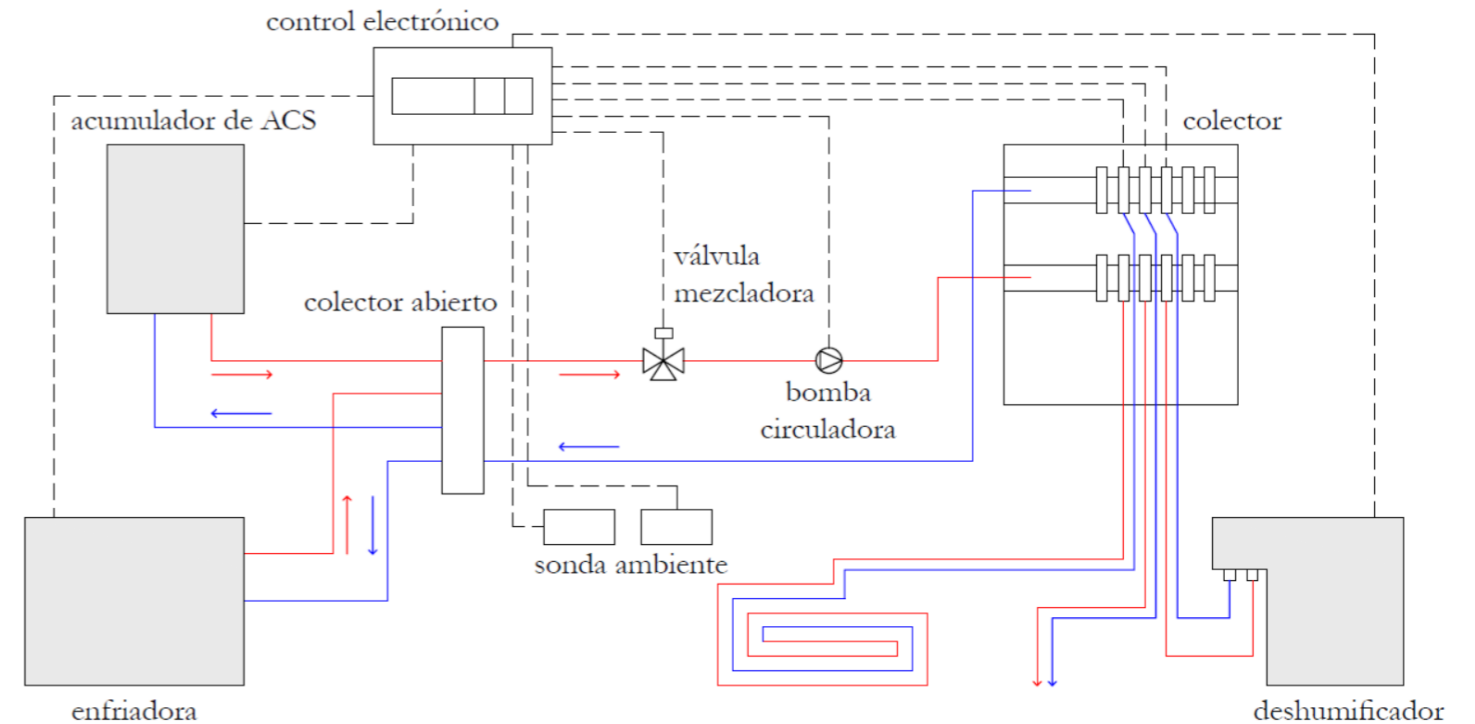 control electrónico
acumulador de ACS
colector
válvula
mezcladora
colector abierto
bomba
circuladora
sonda ambiente
enfriadora
deshumificador